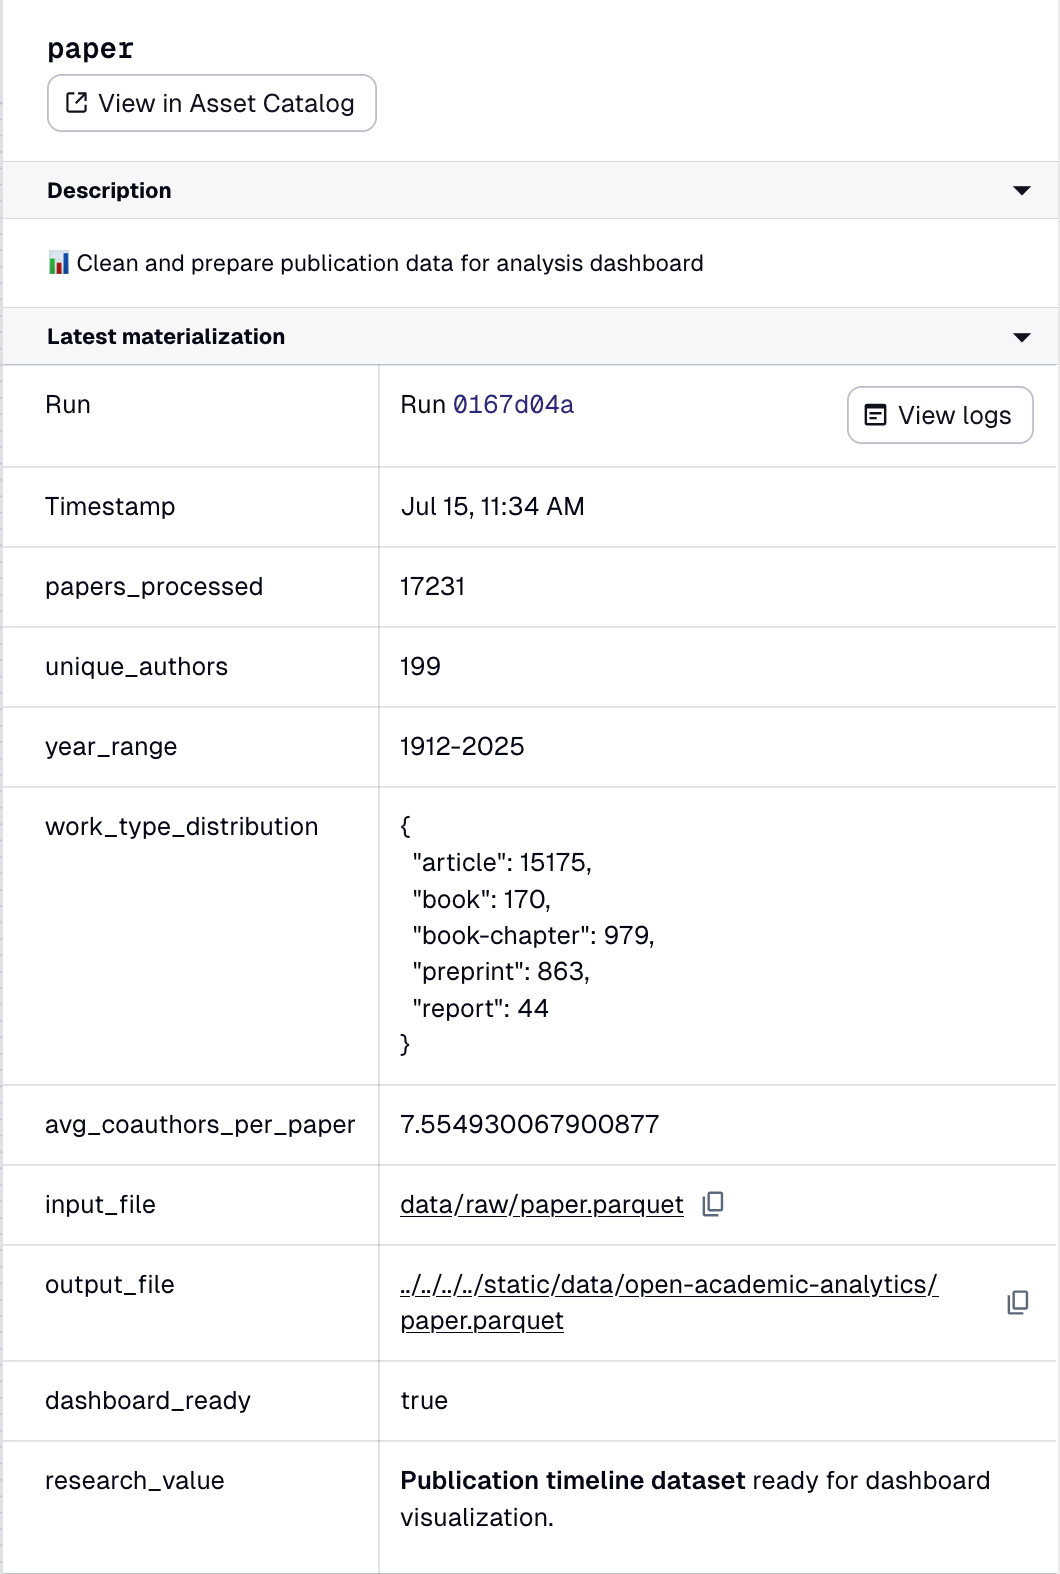 paper
View in Asset Catalog
Description
📊 Clean and prepare publication data for analysis dashboard
Latest materialization
Run
Run 0167d04a
View logs
Timestamp
Jul 15, 11:34 AM
papers_processed
17231
unique_authors
199
year_range
1912-2025
work_type_distribution
{
"article": 15175,
"book": 170,
"book-chapter": 979,
"preprint": 863,
"report": 44
}
avg_coauthors_per_paper
7.554930067900877
input_file
data/raw/paper.parquet
output_file
../../../../static/data/open-academic-analytics/
paper.parquet
dashboard_ready
true
research_value
Publication timeline dataset ready for dashboard
visualization.